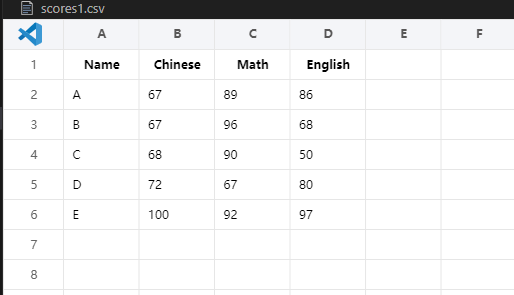 scores1.csv
A B C D E F
1 Name Chinese Math English
2 A 67 89 86
3 B 67 96 68
4 C 68 90 50
5 D 72 67 80
6 E 100 92 97
7
8